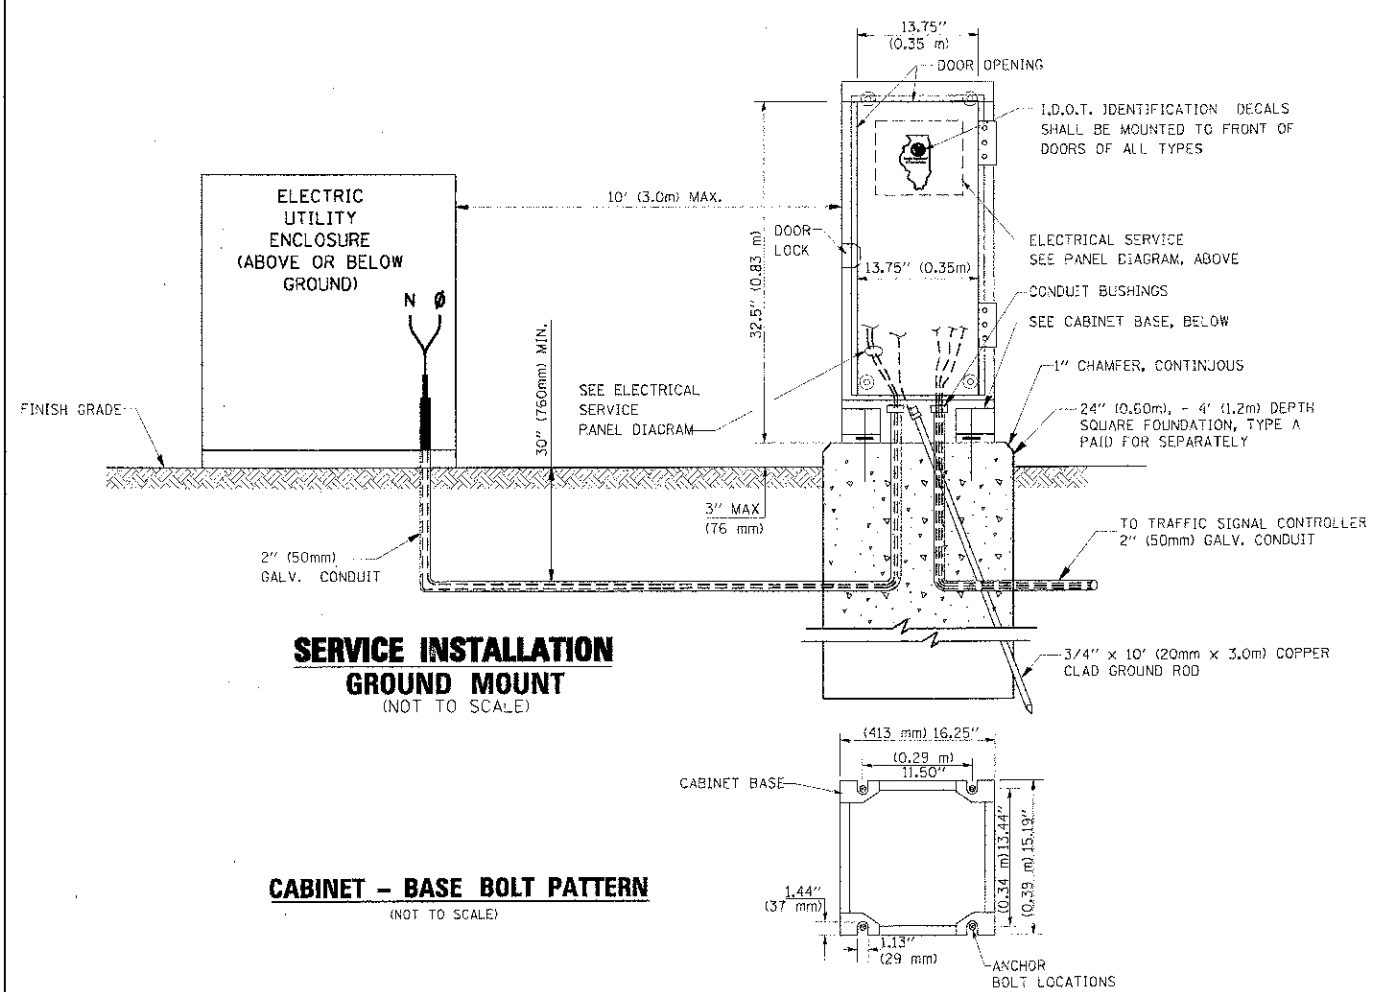 13.75"
(0.35 m)
DOOR OPENING
I.D.O.T. IDENTIFICATION DECALS
SHALL BE MOUNTED TO FRONT OF
DOORS OF ALL TYPES
ELECTRIC
UTILITY
ENCLOSURE
(ABOVE OR BELOW
GROUND)
N Ø
10' (3.0m) MAX.
DOOR
LOCK
32.5" (0.83 m)
13.75" (0.35m)
ELECTRICAL SERVICE
SEE PANEL DIAGRAM, ABOVE
CONDUIT BUSHINGS
SEE CABINET BASE, BELOW
1" CHAMFER, CONTINUOUS
24" (0.60m), - 4' (1.2m) DEPTH
SQUARE FOUNDATION, TYPE A
PAID FOR SEPARATELY
FINISH GRADE
30" (760mm) MIN.
SEE ELECTRICAL
SERVICE
PANEL DIAGRAM
3" MAX
(76 mm)
2" (50mm)
GALV. CONDUIT
TO TRAFFIC SIGNAL CONTROLLER
2" (50mm) GALV. CONDUIT
3/4" x 10' (20mm x 3.0m) COPPER
CLAD GROUND ROD
SERVICE INSTALLATION
GROUND MOUNT
(NOT TO SCALE)
(413 mm) 16.25"
(0.29 m)
11.50"
CABINET BASE
(0.34 m) 13.44"
(0.39 m) 15.19"
1.44"
(37 mm)
1.13"
(29 mm)
ANCHOR
BOLT LOCATIONS
CABINET - BASE BOLT PATTERN
(NOT TO SCALE)